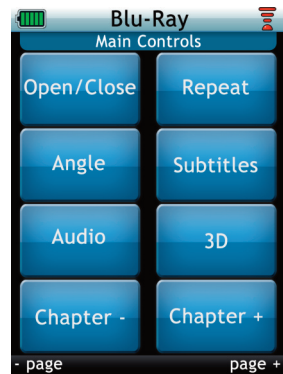 Blu-Ray
Main Controls
Open/Close Repeat
Angle Subtitles
Audio 3D
Chapter - Chapter +
- page page +